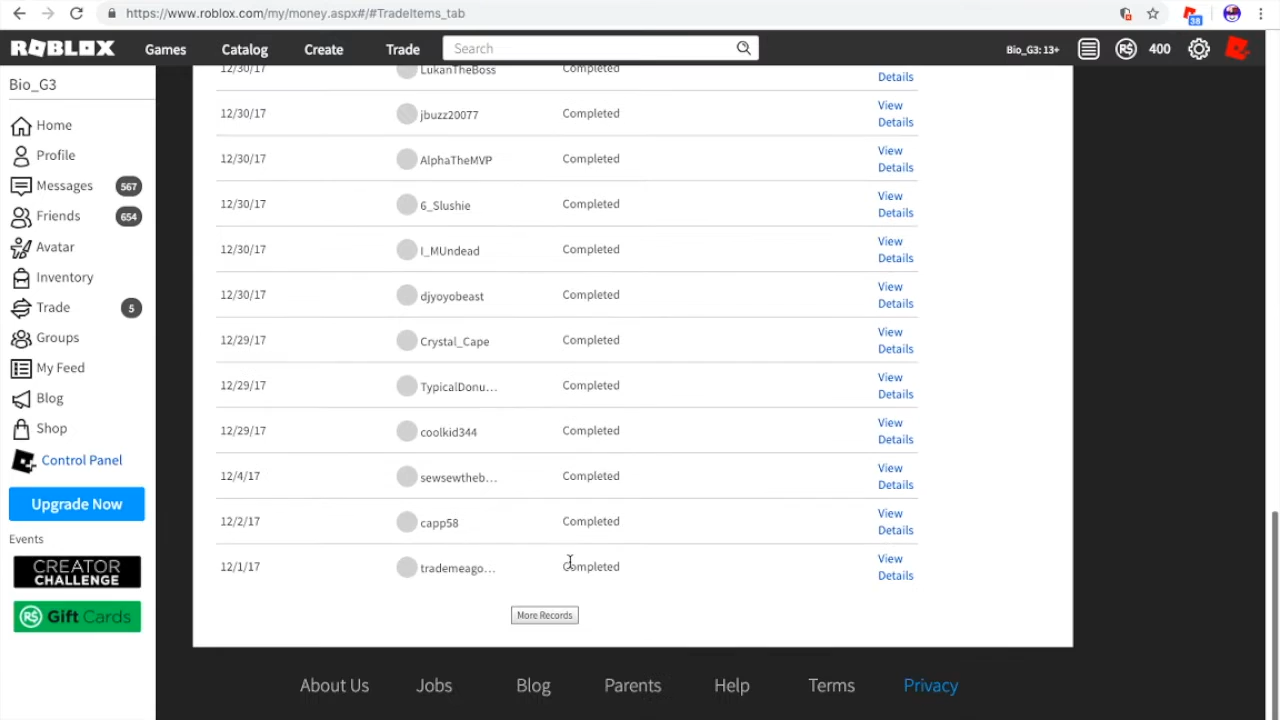 https://www.roblox.com/my/money.aspx#/#TradeItems_tab
38
ROBLOX
Games
Catalog
Create
Trade
Search
Bio_G3: 13+
R$
400
Bio_G3
Home
Profile
Messages 567
Friends 654
Avatar
Inventory
Trade 5
Groups
My Feed
Blog
Shop
Control Panel
Upgrade Now
Events
CREATOR
CHALLENGE
R$ Gift Cards
12/30/17 LukanTheBoss Completed
Details
12/30/17 jbuzz20077 Completed View
Details
12/30/17 AlphaTheMVP Completed View
Details
12/30/17 6_Slushie Completed View
Details
12/30/17 I_MUndead Completed View
Details
12/30/17 djyoyobeast Completed View
Details
12/29/17 Crystal_Cape Completed View
Details
12/29/17 TypicalDonu... Completed View
Details
12/29/17 coolkid344 Completed View
Details
12/4/17 sewsewtheb... Completed View
Details
12/2/17 capp58 Completed View
Details
12/1/17 trademeago... Completed View
Details
More Records
About Us
Jobs
Blog
Parents
Help
Terms
Privacy